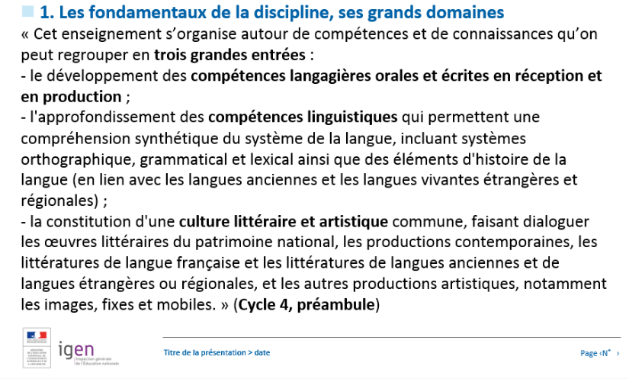 1. Les fondamentaux de la discipline, ses grands domaines
« Cet enseignement s’organise autour de compétences et de connaissances qu’on
peut regrouper en trois grandes entrées :
- le développement des compétences langagières orales et écrites en réception et
en production ;
- l'approfondissement des compétences linguistiques qui permettent une
compréhension synthétique du système de la langue, incluant systèmes
orthographique, grammatical et lexical ainsi que des éléments d'histoire de la
langue (en lien avec les langues anciennes et les langues vivantes étrangères et
régionales) ;
- la constitution d'une culture littéraire et artistique commune, faisant dialoguer
les œuvres littéraires du patrimoine national, les productions contemporaines, les
littératures de langue française et les littératures de langues anciennes et de
langues étrangères ou régionales, et les autres productions artistiques, notamment
les images, fixes et mobiles. » (Cycle 4, préambule)
igen
inspection générale
de l'Éducation nationale
Titre de la présentation > date
Page ‹N° ›